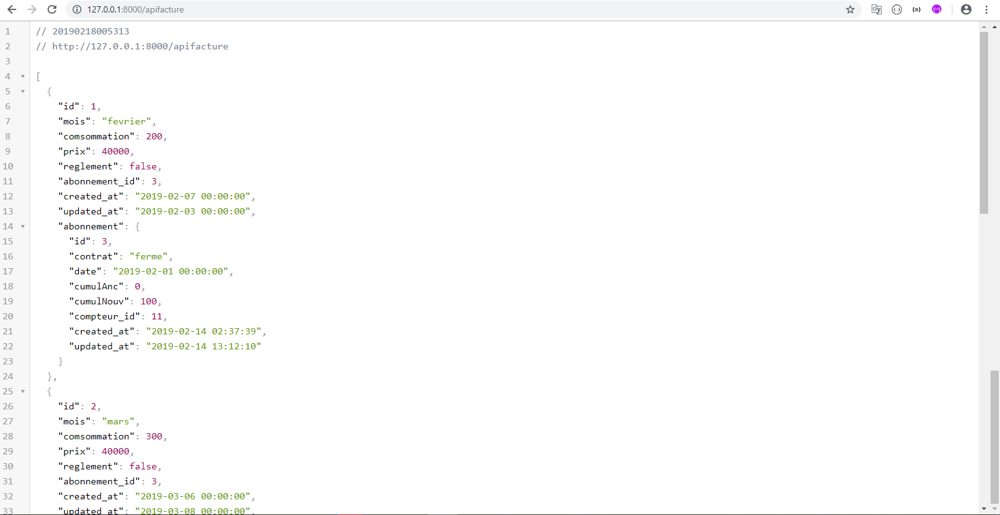 127.0.0.1:8000/apifacture
1 // 20190218005313
2 // http://127.0.0.1:8000/apifacture
3
4 [
5 {
6 "id": 1,
7 "mois": "fevrier",
8 "comsommation": 200,
9 "prix": 40000,
10 "reglement": false,
11 "abonnement_id": 3,
12 "created_at": "2019-02-07 00:00:00",
13 "updated_at": "2019-02-03 00:00:00",
14 "abonnement": {
15 "id": 3,
16 "contrat": "ferme",
17 "date": "2019-02-01 00:00:00",
18 "cumulAnc": 0,
19 "cumulNouv": 100,
20 "compteur_id": 11,
21 "created_at": "2019-02-14 02:37:39",
22 "updated_at": "2019-02-14 13:12:10"
23 }
24 },
25 {
26 "id": 2,
27 "mois": "mars",
28 "comsommation": 300,
29 "prix": 40000,
30 "reglement": false,
31 "abonnement_id": 3,
32 "created_at": "2019-03-06 00:00:00",
33 "updated_at": "2019-03-08 00:00:00",